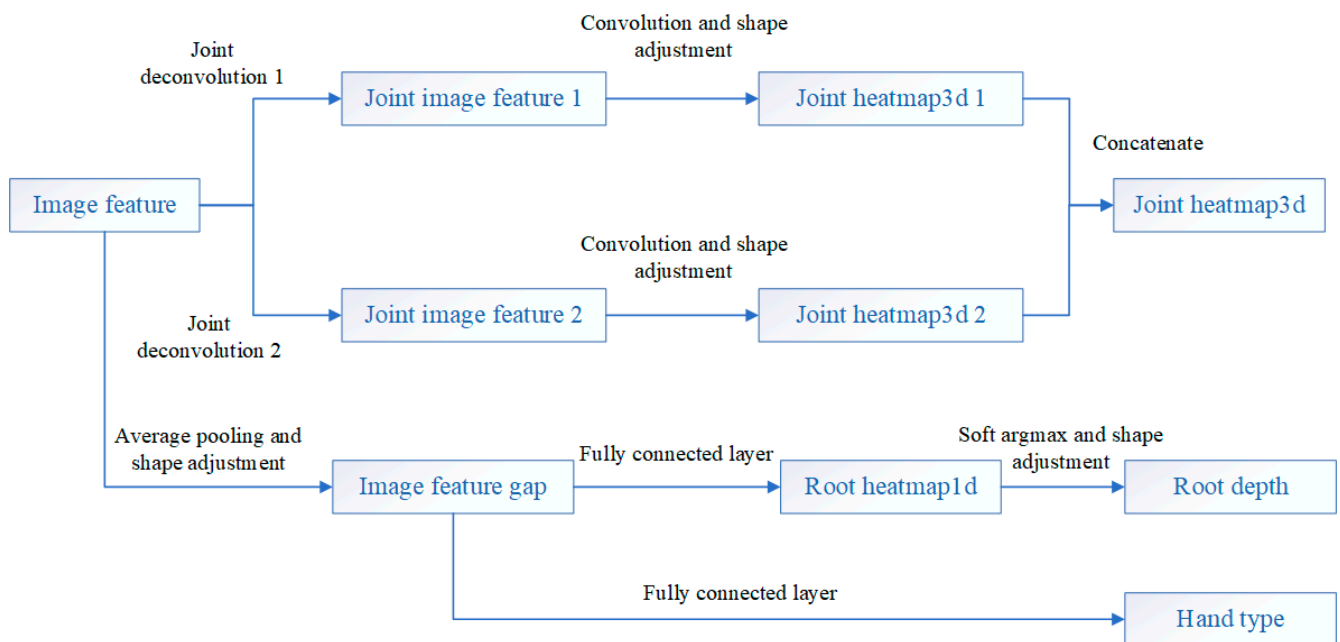 Joint
deconvolution 1
Convolution and shape
adjustment
Joint image feature 1
Joint heatmap3d 1
Concatenate
Image feature
Joint heatmap3d
Convolution and shape
adjustment
Joint image feature 2
Joint heatmap3d 2
Joint
deconvolution 2
Average pooling and
shape adjustment
Fully connected layer
Soft argmax and shape
adjustment
Image feature gap
Root heatmap1d
Root depth
Fully connected layer
Hand type